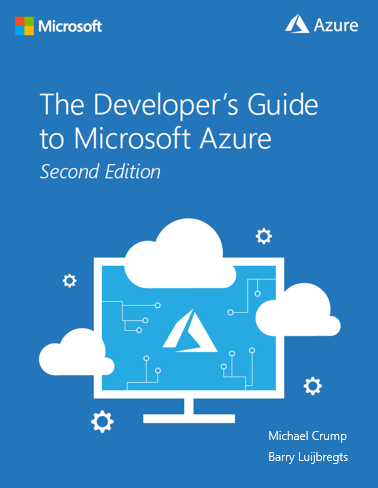 Microsoft
Azure
The Developer's Guide
to Microsoft Azure
Second Edition
Michael Crump
Barry Luijbregts